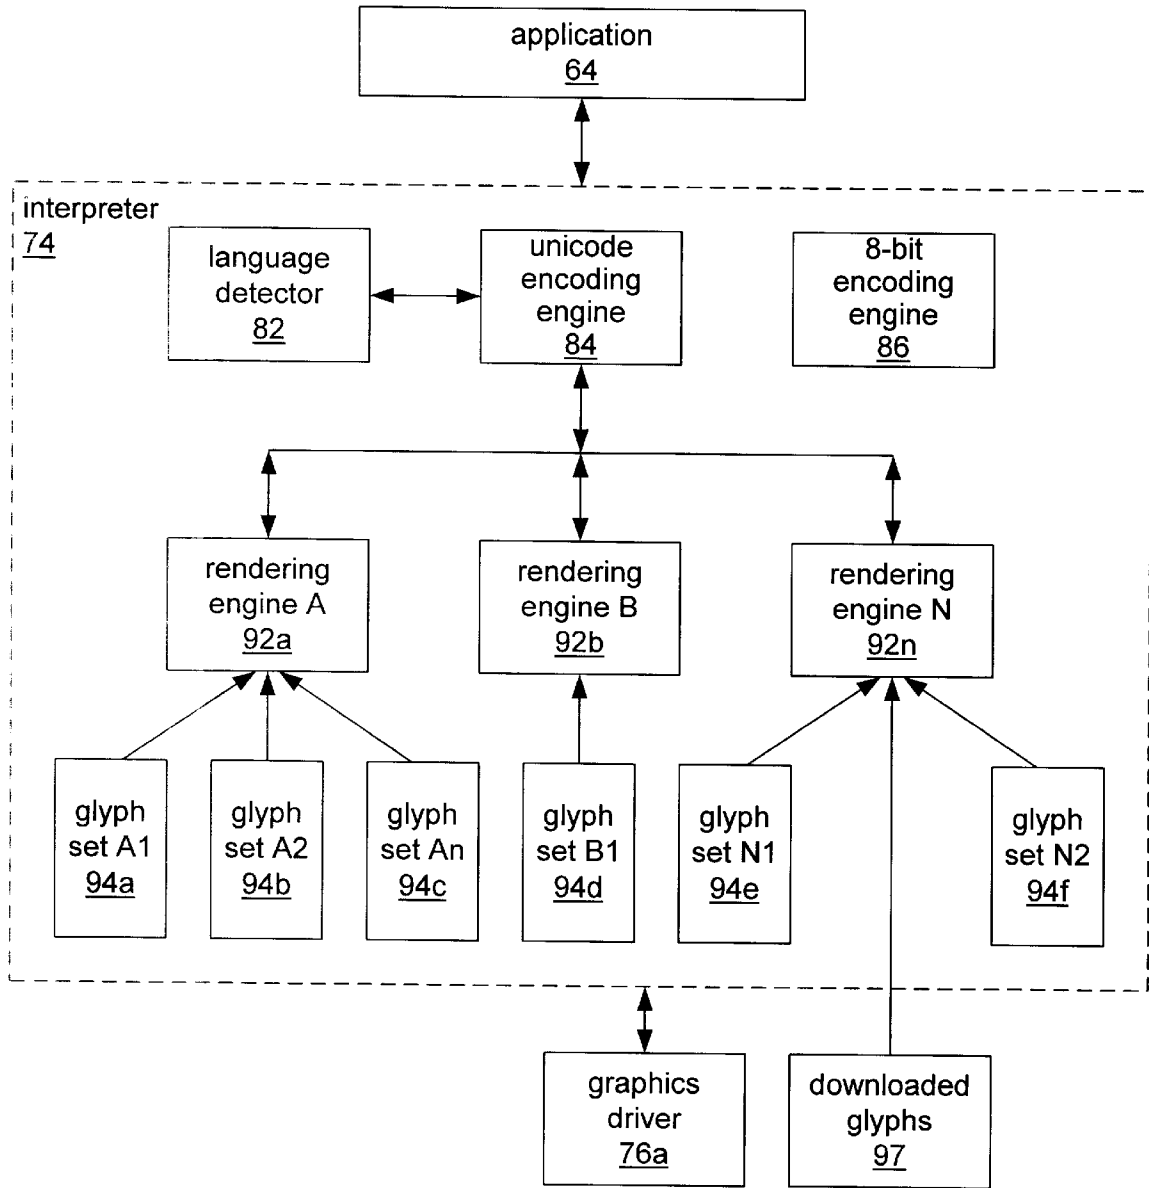 application
64
interpreter
74
language
detector
82
unicode
encoding
engine
84
8-bit
encoding
engine
86
rendering
engine A
92a
rendering
engine B
92b
rendering
engine N
92n
glyph
set A1
94a
glyph
set A2
94b
glyph
set An
94c
glyph
set B1
94d
glyph
set N1
94e
glyph
set N2
94f
graphics
driver
76a
downloaded
glyphs
97